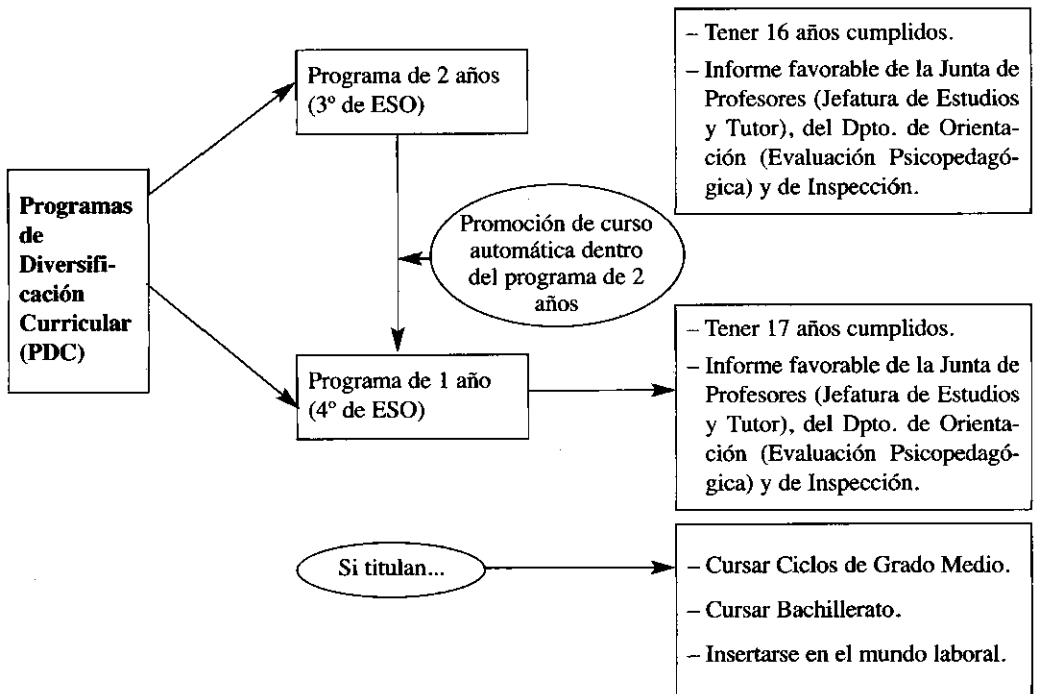 Programas
de
Diversifi-
cación
Curricular
(PDC)
Programa de 2 años
(3º de ESO)
– Tener 16 años cumplidos.
– Informe favorable de la Junta de
Profesores (Jefatura de Estudios
y Tutor), del Dpto. de Orienta-
ción (Evaluación Psicopedagó-
gica) y de Inspección.
Promoción de curso
automática dentro
del programa de 2
años
Programa de 1 año
(4º de ESO)
– Tener 17 años cumplidos.
– Informe favorable de la Junta de
Profesores (Jefatura de Estudios
y Tutor), del Dpto. de Orienta-
ción (Evaluación Psicopedagó-
gica) y de Inspección.
Si titulan...
– Cursar Ciclos de Grado Medio.
– Cursar Bachillerato.
– Insertarse en el mundo laboral.